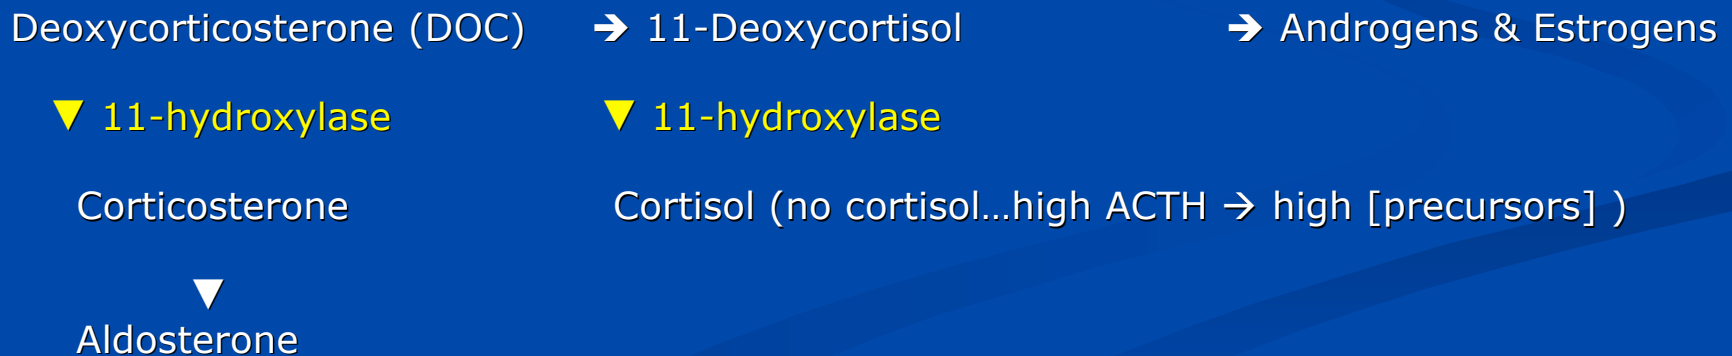 Deoxycorticosterone (DOC) ➔ 11-Deoxycortisol ➔ Androgens & Estrogens
▼ 11-hydroxylase ▼ 11-hydroxylase
Corticosterone Cortisol (no cortisol…high ACTH → high [precursors] )
▼
Aldosterone